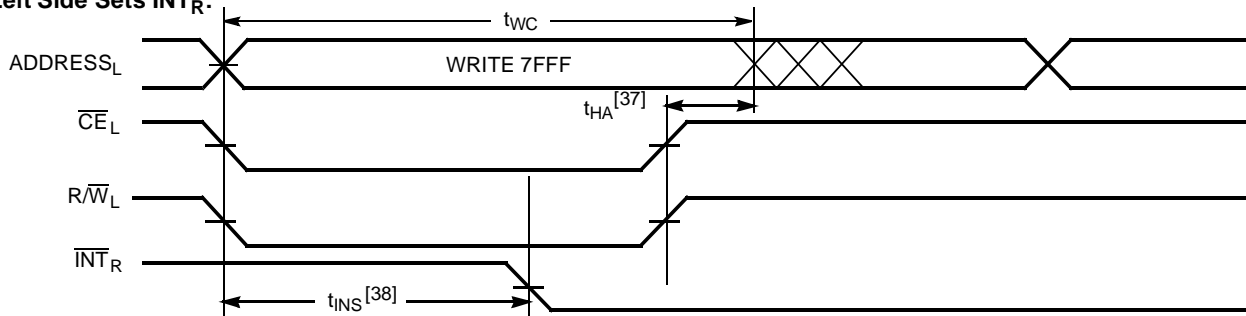 Left Side Sets INTR:
tWC
ADDRESSL
WRITE 7FFF
tHA[37]
CEL
R/WL
INTR
tINS[38]